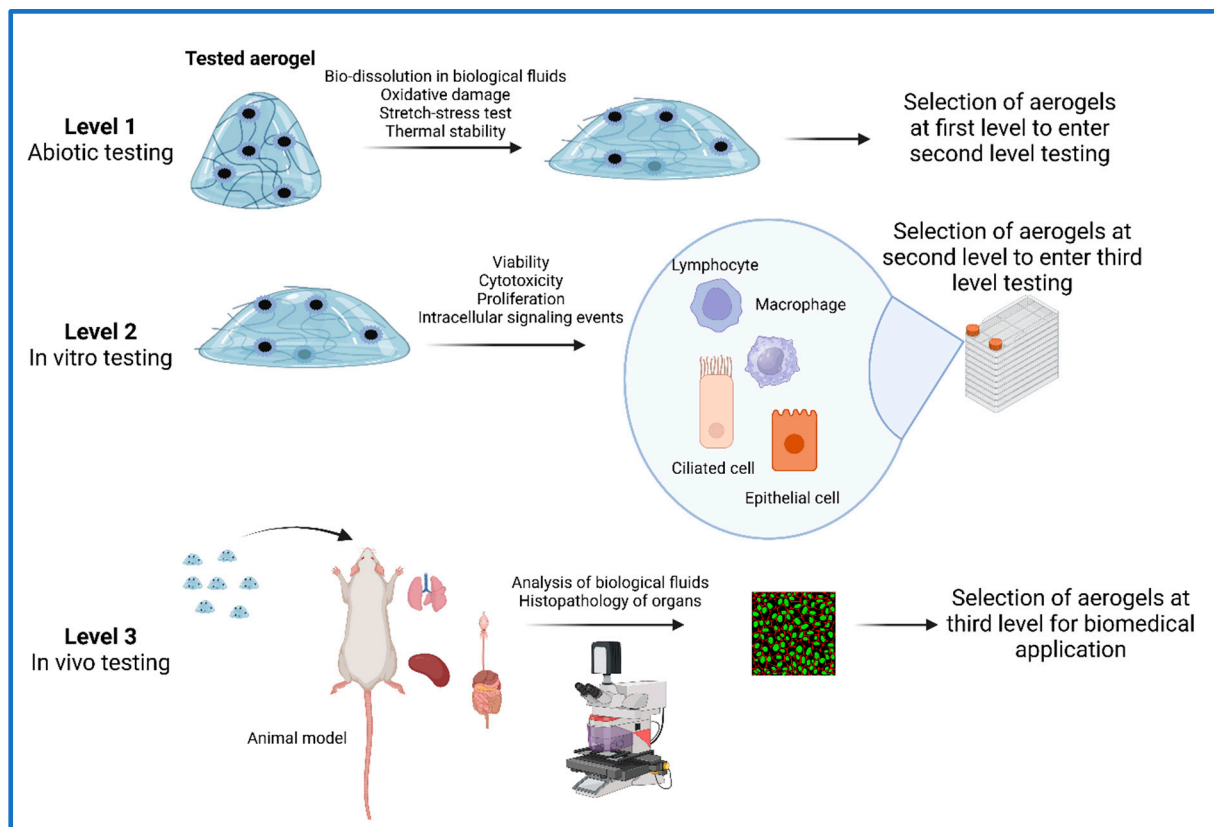 Tested aerogel
Level 1
Abiotic testing
Bio-dissolution in biological fluids
Oxidative damage
Stretch-stress test
Thermal stability
Selection of aerogels
at first level to enter
second level testing
Level 2
In vitro testing
Viability
Cytotoxicity
Proliferation
Intracellular signaling events
Lymphocyte
Macrophage
Ciliated cell
Epithelial cell
Selection of aerogels at
second level to enter third
level testing
Level 3
In vivo testing
Animal model
Analysis of biological fluids
Histopathology of organs
Selection of aerogels at
third level for biomedical
application